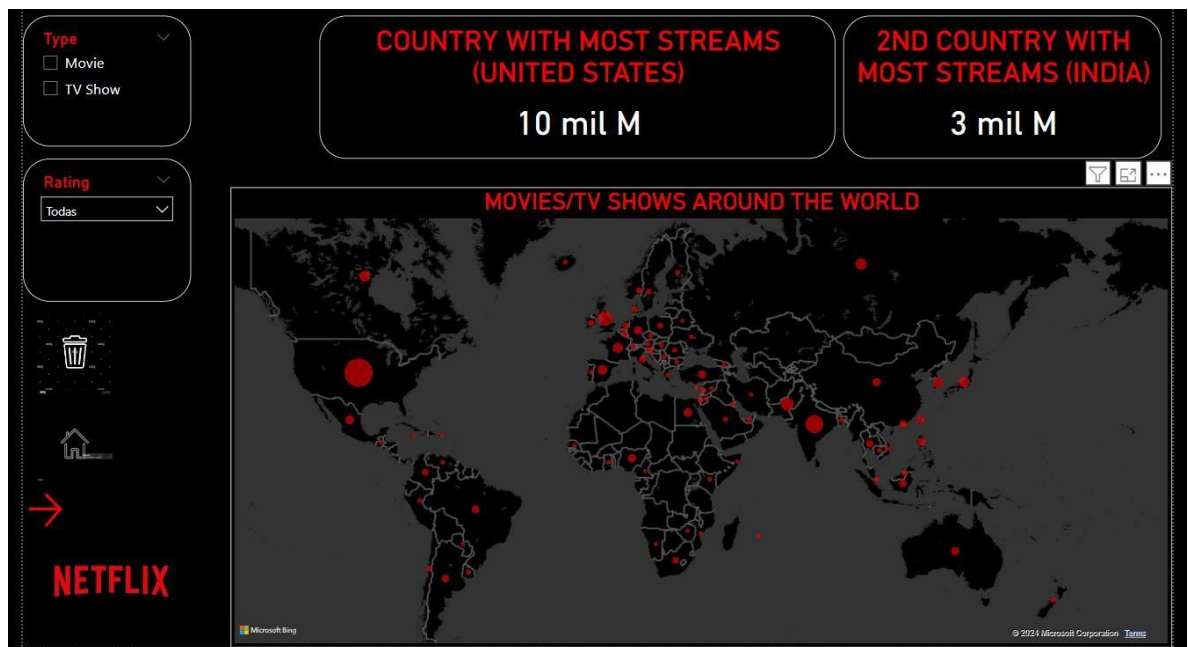 Type
Movie
TV Show
COUNTRY WITH MOST STREAMS
(UNITED STATES)
10 mil M
2ND COUNTRY WITH
MOST STREAMS (INDIA)
3 mil M
Rating
Todas
MOVIES/TV SHOWS AROUND THE WORLD
NETFLIX
Microsoft Bing
© 2024 Microsoft Corporation Terms